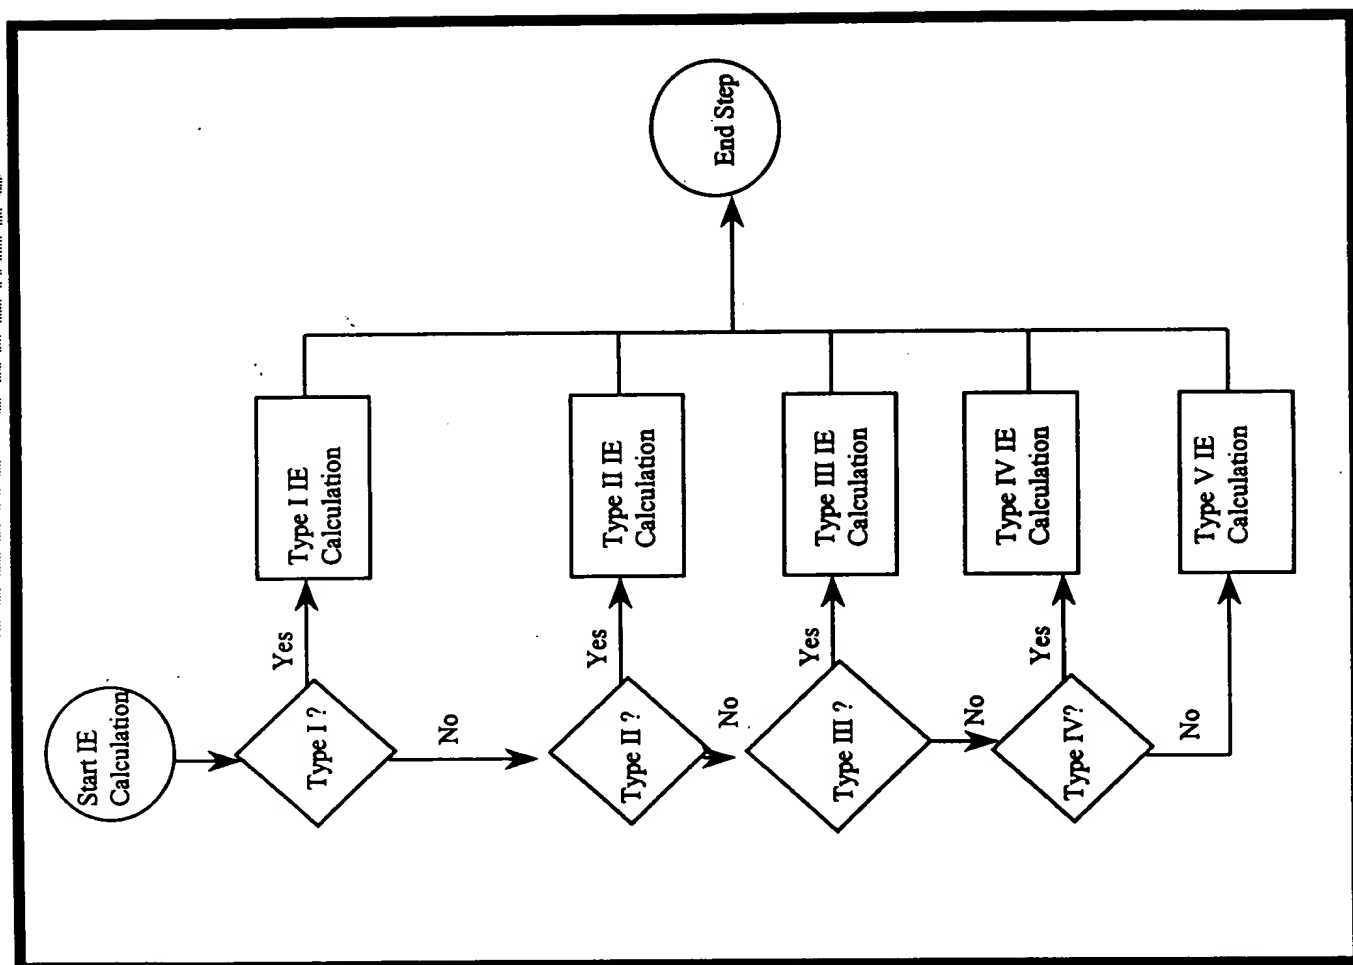 Start IE
Calculation
Type I ?
Yes
Type I IE
Calculation
No
Type II ?
Yes
Type II IE
Calculation
No
Type III ?
Yes
Type III IE
Calculation
No
Type IV?
Yes
Type IV IE
Calculation
No
Type V IE
Calculation
End Step